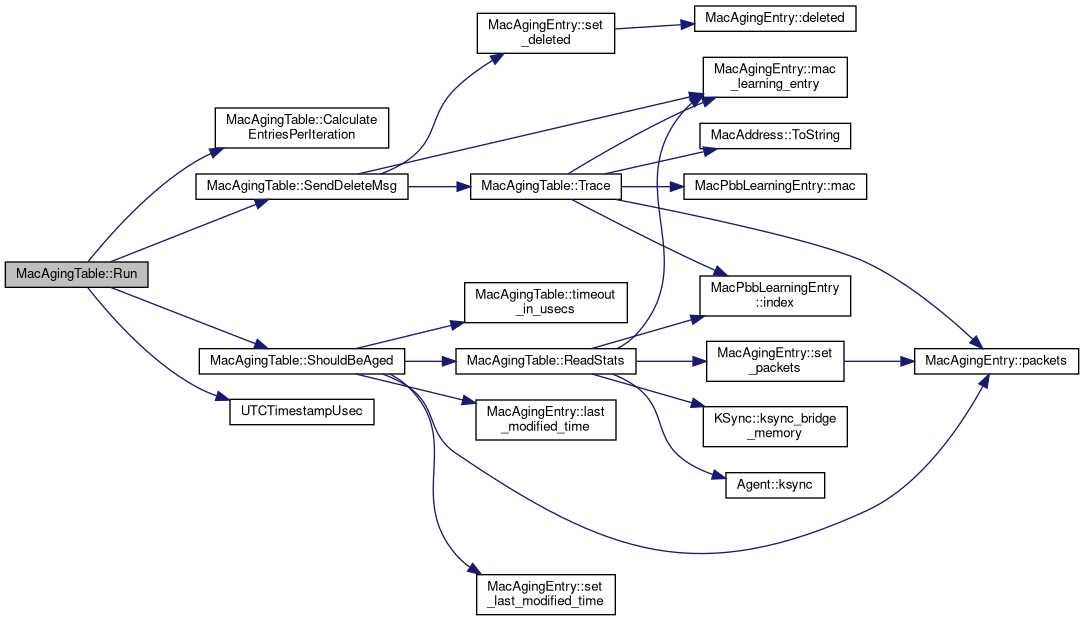 MacAgingTable::Run
MacAgingTable::Calculate
EntriesPerIteration
MacAgingTable::SendDeleteMsg
MacAgingTable::ShouldBeAged
UTCTimestampUsec
MacAgingEntry::set
_deleted
MacAgingTable::Trace
MacAgingTable::timeout
_in_usecs
MacAgingTable::ReadStats
MacAgingEntry::last
_modified_time
MacAgingEntry::set
_last_modified_time
MacAgingEntry::deleted
MacAgingEntry::mac
_learning_entry
MacAddress::ToString
MacPbbLearningEntry::mac
MacPbbLearningEntry
::index
MacAgingEntry::set
_packets
KSync::ksync_bridge
_memory
Agent::ksync
MacAgingEntry::packets